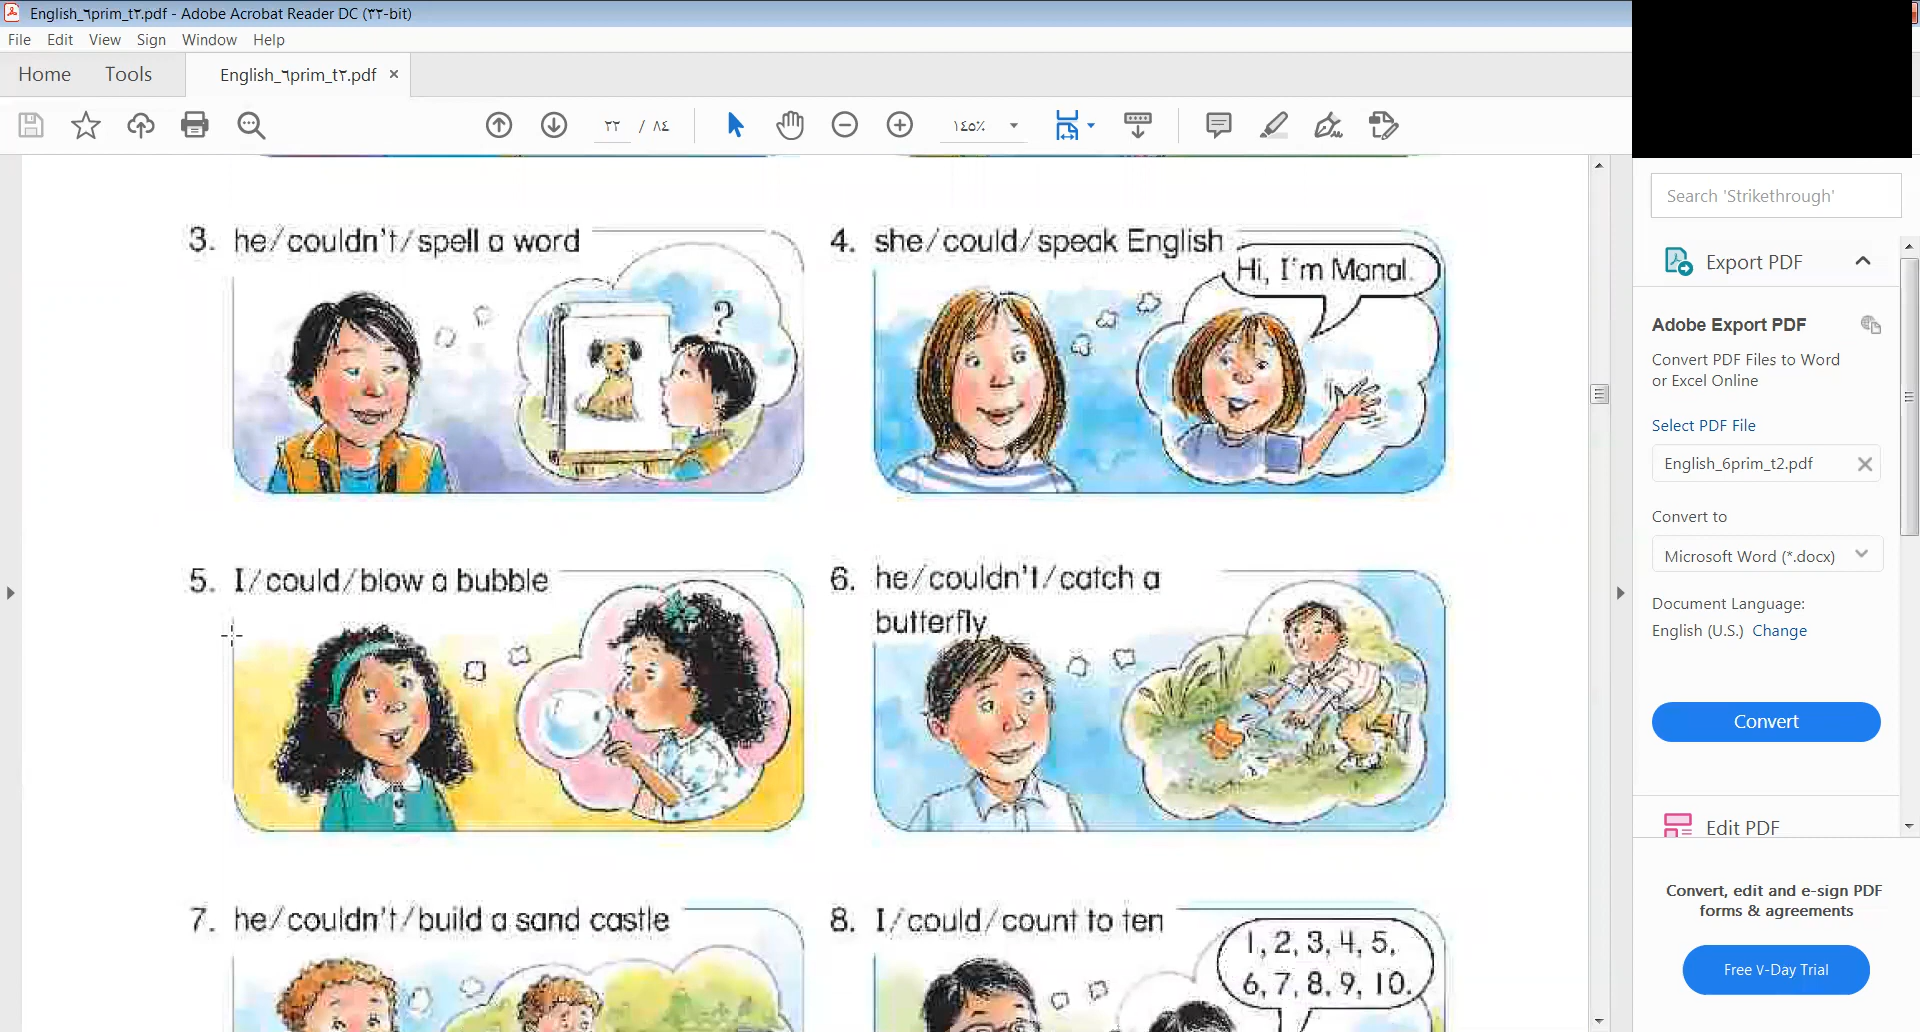 English_٦prim_t٢.pdf - Adobe Acrobat Reader DC (٣٢-bit)
File Edit View Sign Window Help
Home Tools English_٦prim_t٢.pdf ×
٢٢ / ٨٤ ١٤٥٪
Search 'Strikethrough'
Export PDF
Adobe Export PDF
Convert PDF Files to Word
or Excel Online
Select PDF File
English_6prim_t2.pdf
Convert to
Microsoft Word (*.docx)
Document Language:
English (U.S.) Change
Convert
Edit PDF
Convert, edit and e-sign PDF
forms & agreements
Free V-Day Trial
3. he/couldn't/spell a word
?
4. she/could/speak English
Hi, I'm Manal.
5. I/could/blow a bubble
6. he/couldn't/catch a
butterfly
7. he/couldn't/build a sand castle
8. I/could/count to ten
1, 2, 3, 4, 5,
6, 7, 8, 9, 10.